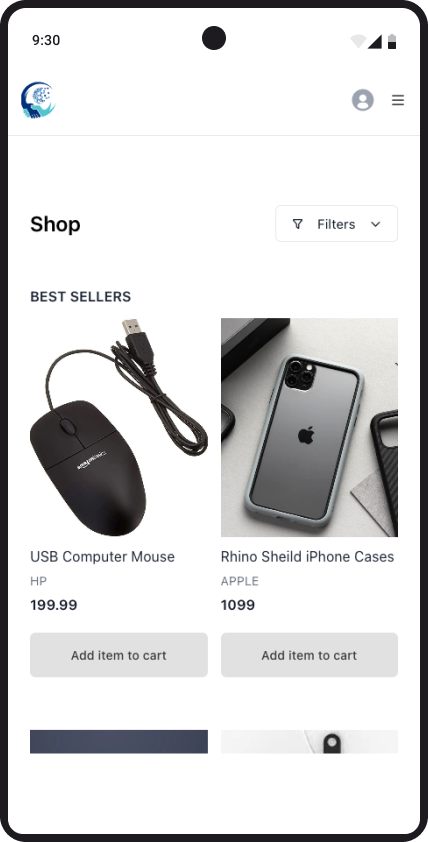 9:30
Shop
Filters
BEST SELLERS
USB Computer Mouse
HP
199.99
Add item to cart
Rhino Sheild iPhone Cases
APPLE
1099
Add item to cart